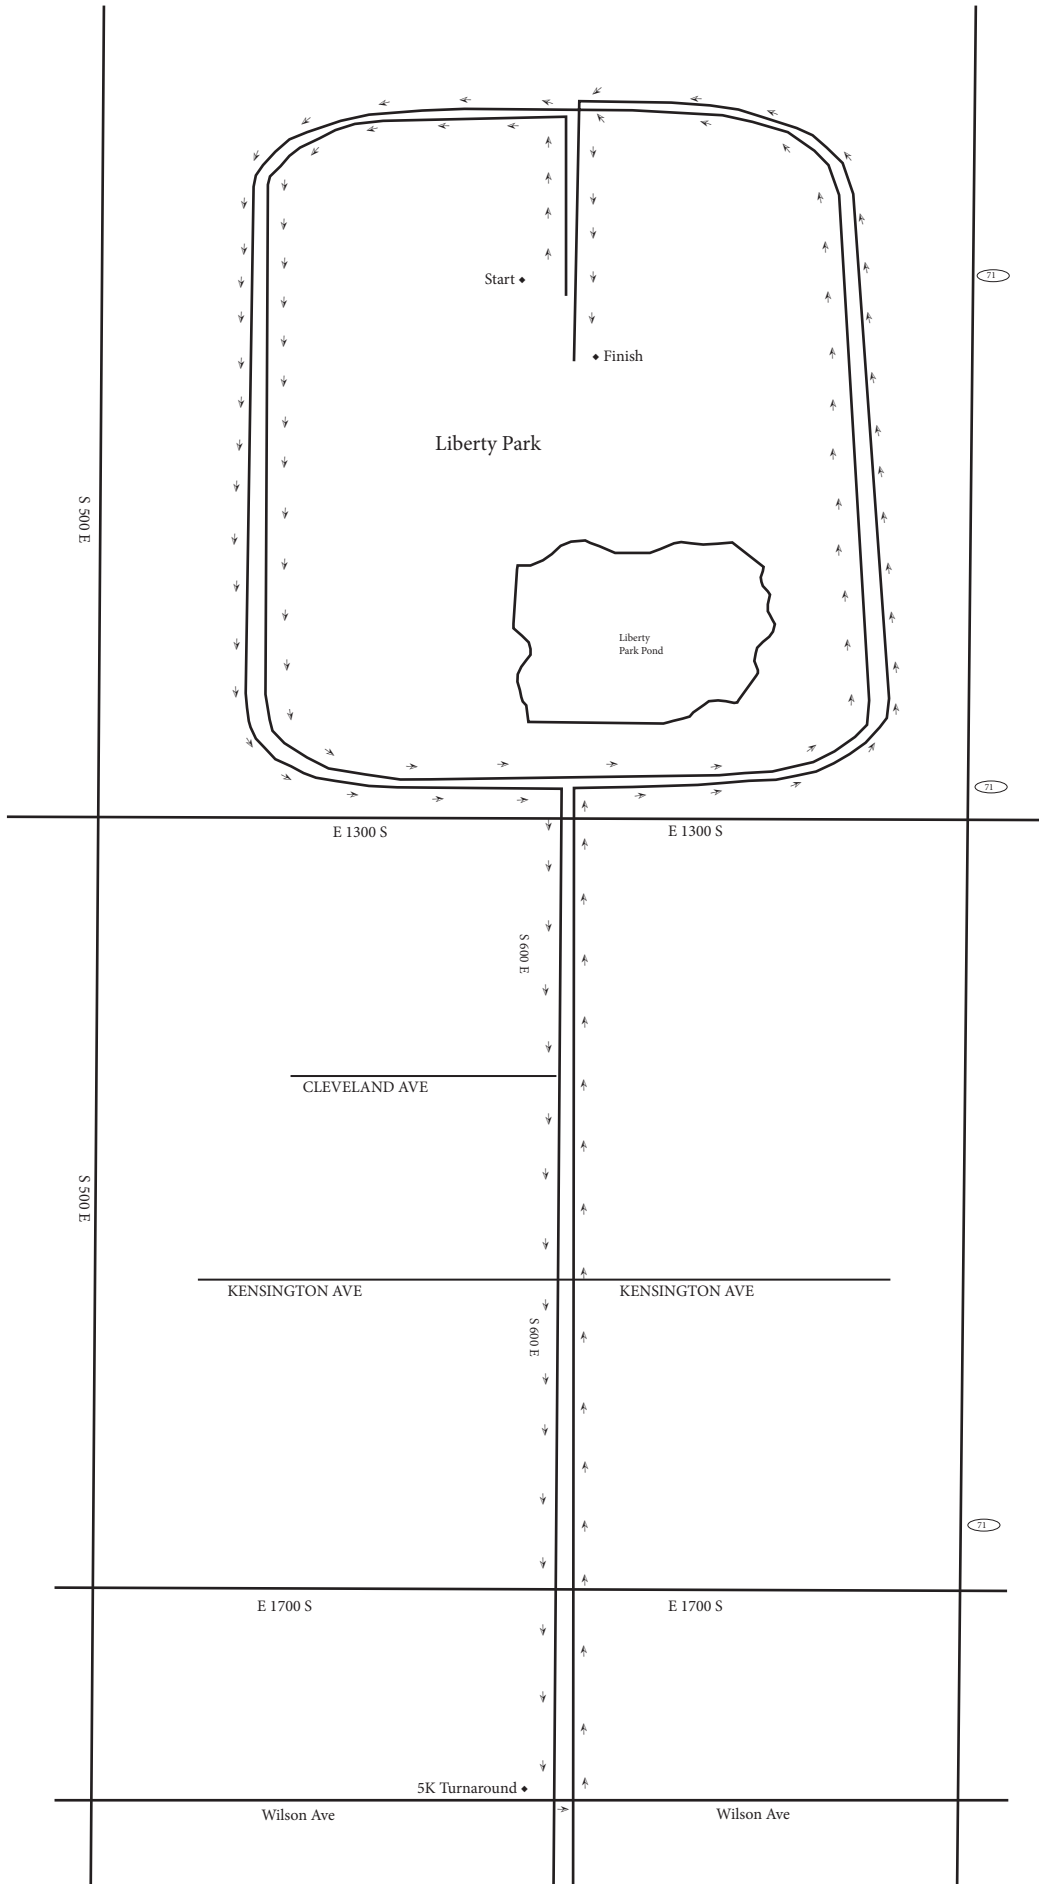 71
Start
Finish
Liberty Park
S 500 E
Liberty
Park Pond
71
E 1300 S
E 1300 S
S 600 E
CLEVELAND AVE
S 500 E
KENSINGTON AVE
KENSINGTON AVE
S 600 E
71
E 1700 S
E 1700 S
5K Turnaround
Wilson Ave
Wilson Ave